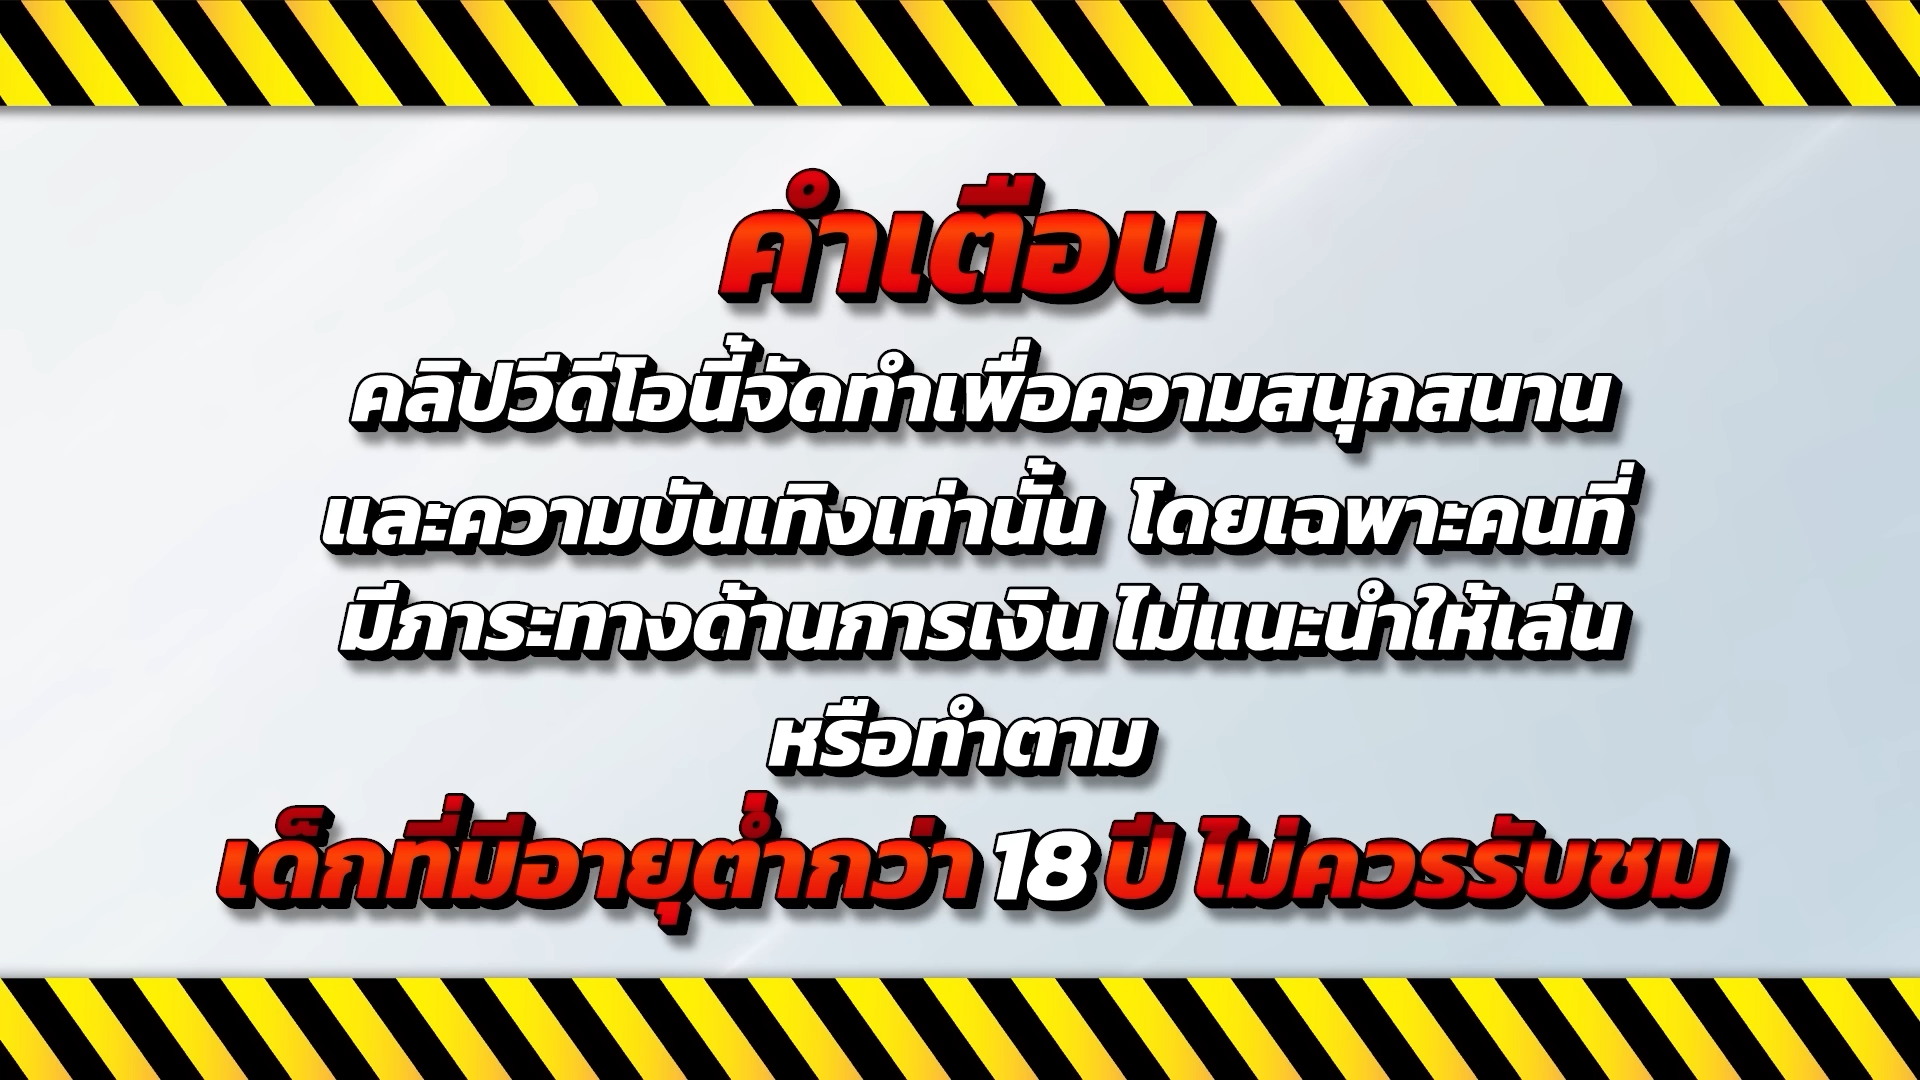 คำเตือน
คลิปวีดีโอนี้จัดทำเพื่อความสนุกสนาน
และความบันเทิงเท่านั้น โดยเฉพาะคนที่
มีภาระทางด้านการเงิน ไม่แนะนำให้เล่น
หรือทำตาม
เด็กที่มีอายุต่ำกว่า 18 ปี ไม่ควรรับชม